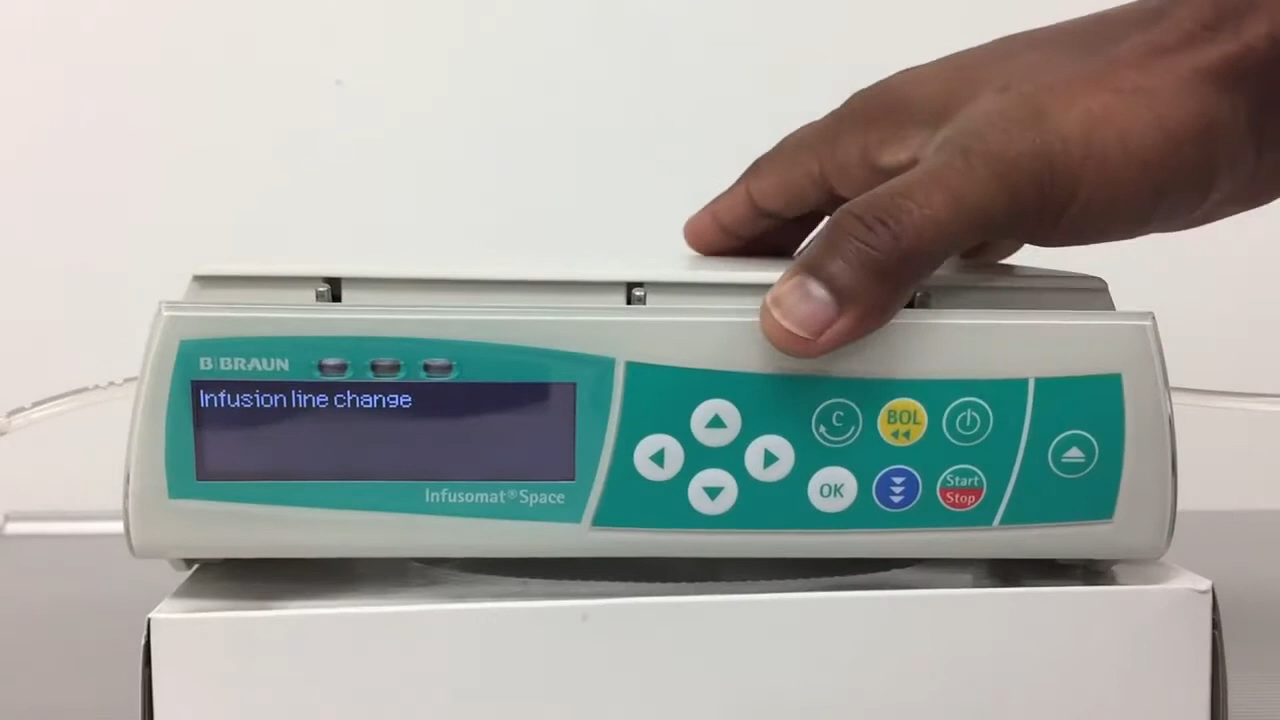 B|BRAUN
Infusion line change
Infusomat® Space
C
BOL
OK
Start
Stop